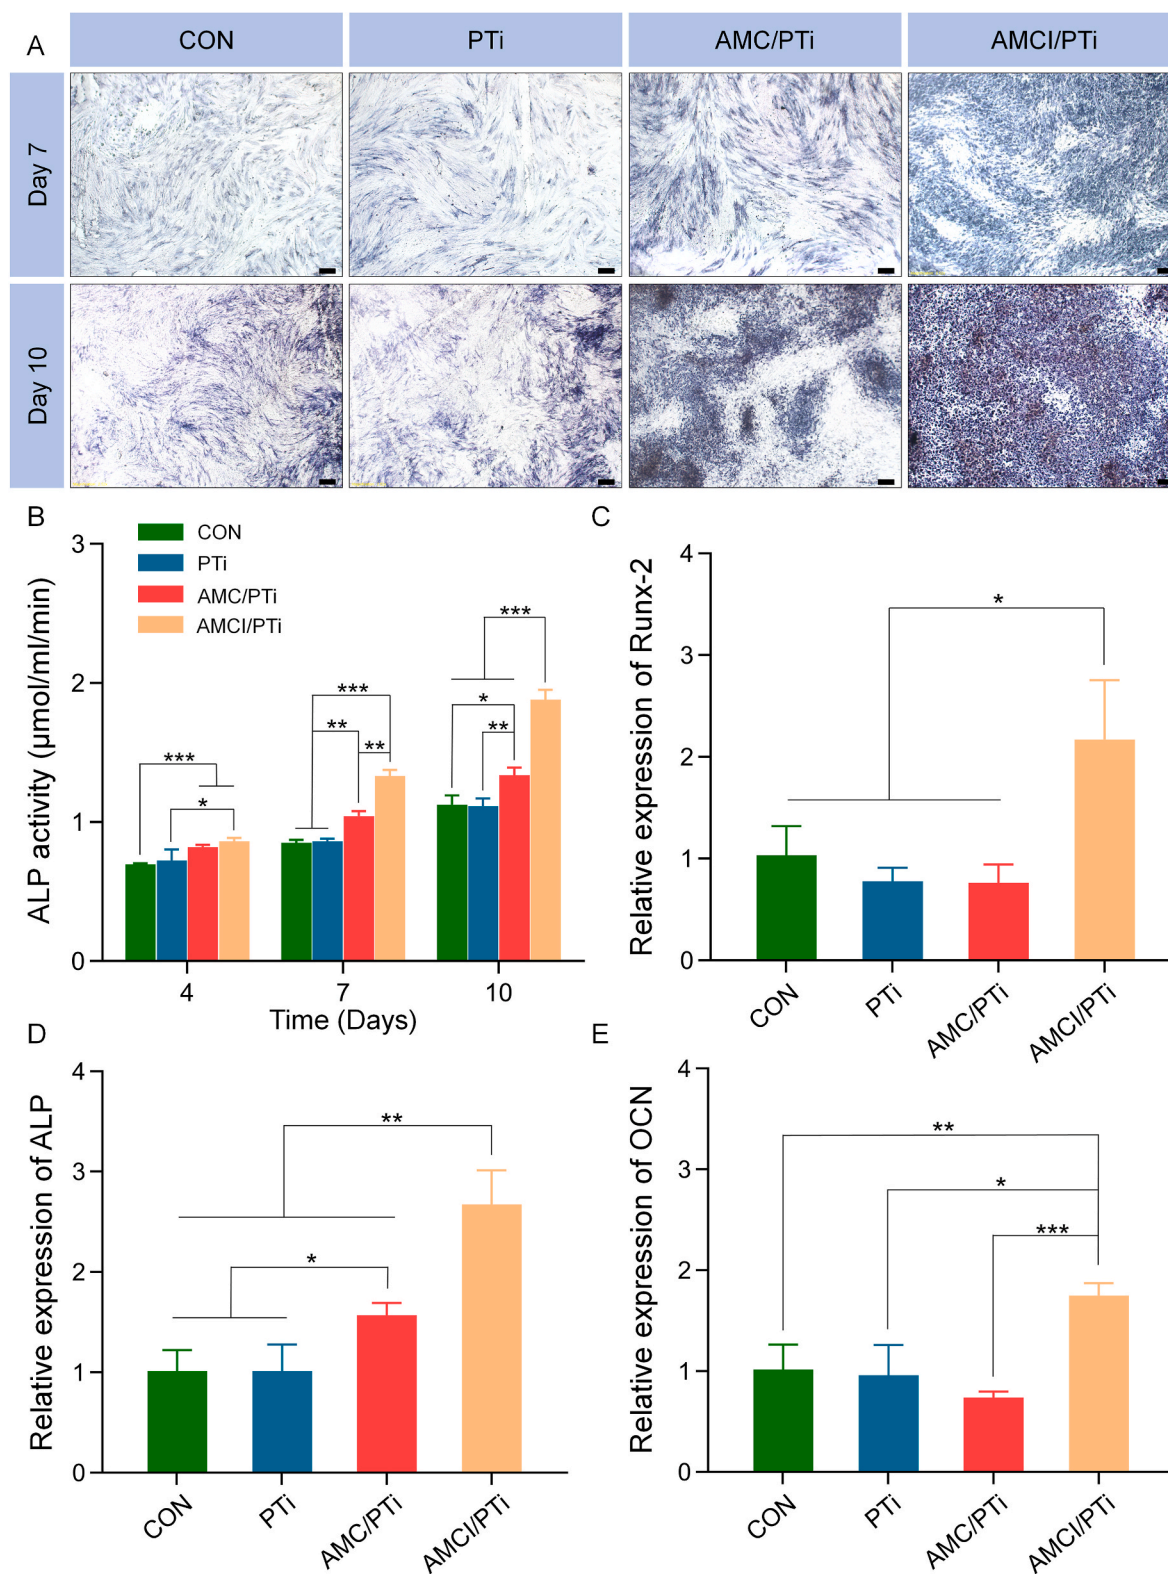 A
CON
PTi
AMC/PTi
AMCI/PTi
Day 7
Day 10
B
CON
PTi
AMC/PTi
AMCI/PTi
ALP activity (μmol/ml/min)
3
2
1
0
***
*
***
**
**
***
*
**
4
7
10
Time (Days)
C
Relative expression of Runx-2
4
3
2
1
0
*
CON
PTi
AMC/PTi
AMCI/PTi
D
Relative expression of ALP
4
3
2
1
0
**
*
CON
PTi
AMC/PTi
AMCI/PTi
E
Relative expression of OCN
4
3
2
1
0
**
*
***
CON
PTi
AMC/PTi
AMCI/PTi